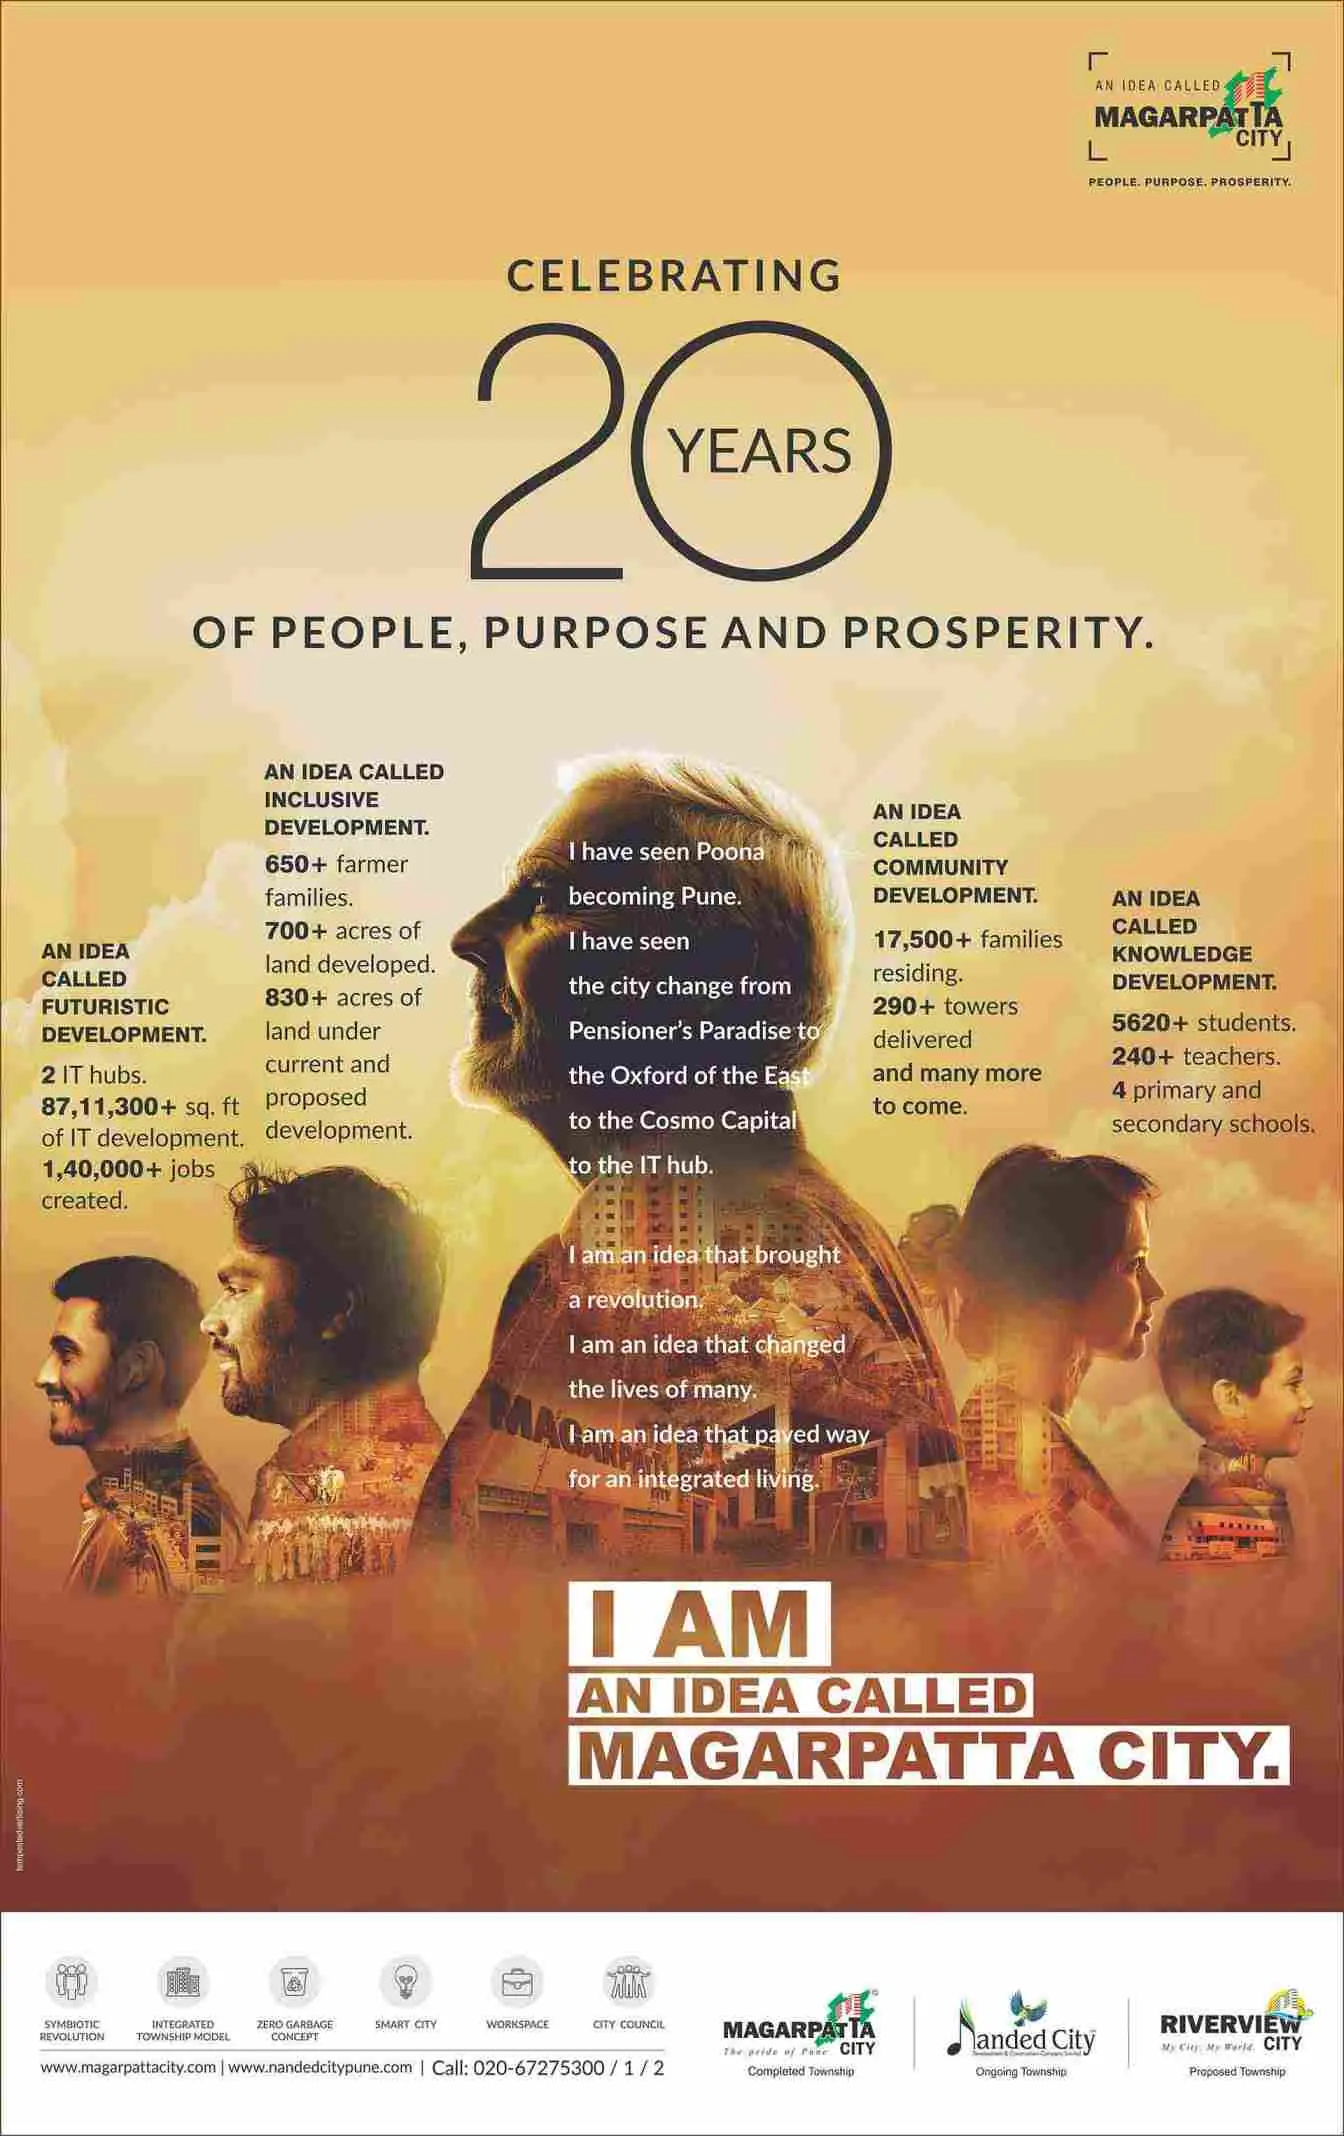 AN IDEA CALLED
MAGARPATTA
CITY
PEOPLE. PURPOSE. PROSPERITY.
CELEBRATING
20
YEARS
OF PEOPLE, PURPOSE AND PROSPERITY.
AN IDEA
CALLED
FUTURISTIC
DEVELOPMENT.
2 IT hubs.
87,11,300+ sq. ft
of IT development.
1,40,000+ jobs
created.
AN IDEA CALLED
INCLUSIVE
DEVELOPMENT.
650+ farmer
families.
700+ acres of
land developed.
830+ acres of
land under
current and
proposed
development.
I have seen Poona
becoming Pune.
I have seen
the city change from
Pensioner's Paradise to
the Oxford of the East
to the Cosmo Capital
to the IT hub.
I am an idea that brought
a revolution.
I am an idea that changed
the lives of many.
I am an idea that paved way
for an integrated living.
AN IDEA
CALLED
COMMUNITY
DEVELOPMENT.
17,500+ families
residing.
290+ towers
delivered
and many more
to come.
AN IDEA
CALLED
KNOWLEDGE
DEVELOPMENT.
5620+ students.
240+ teachers.
4 primary and
secondary schools.
I AM
AN IDEA CALLED
MAGARPATTA CITY.
tempestadvertising.com
SYMBIOTIC
REVOLUTION
INTEGRATED
TOWNSHIP MODEL
ZERO GARBAGE
CONCEPT
SMART CITY
WORKSPACE
CITY COUNCIL
www.magarpattacity.com | www.nandedcitypune.com | Call: 020-67275300 / 1 / 2
MAGARPATTA
The pride of Pune CITY
Completed Township
Nanded City
Development & Construction Company Limited
Ongoing Township
RIVERVIEW
My City. My World. CITY
Proposed Township